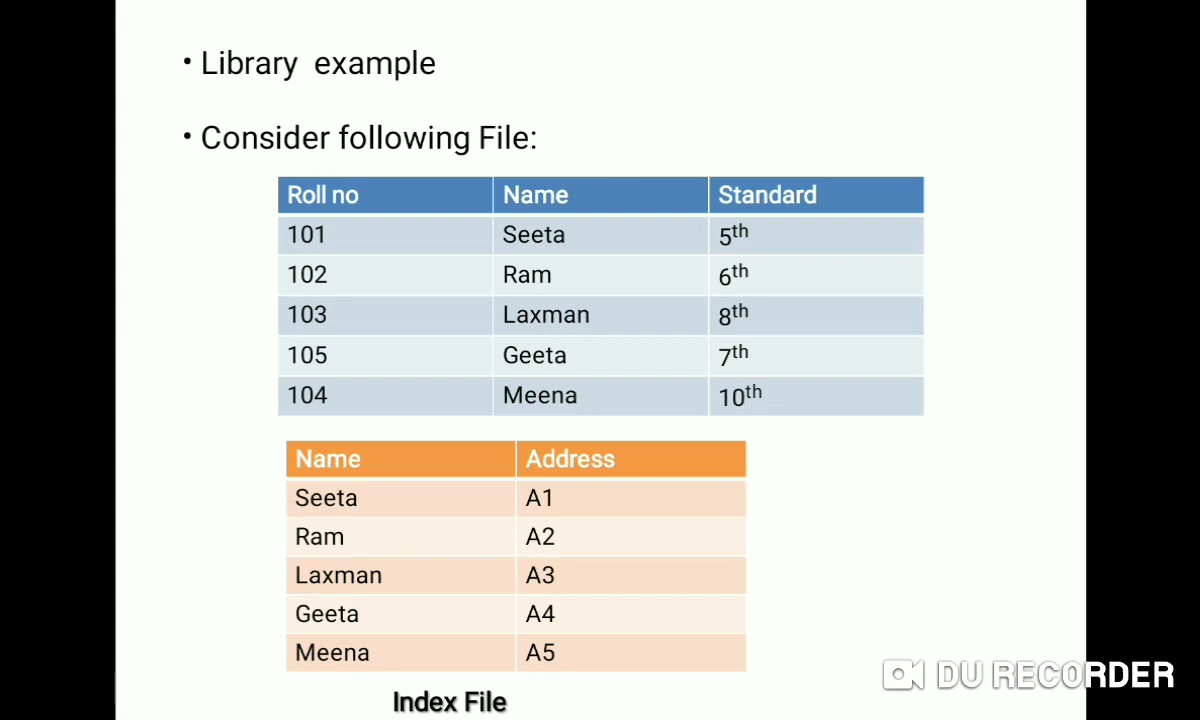 • Library example
• Consider following File:
Roll no Name Standard
101 Seeta 5th
102 Ram 6th
103 Laxman 8th
105 Geeta 7th
104 Meena 10th
Name Address
Seeta A1
Ram A2
Laxman A3
Geeta A4
Meena A5
Index File
DU RECORDER